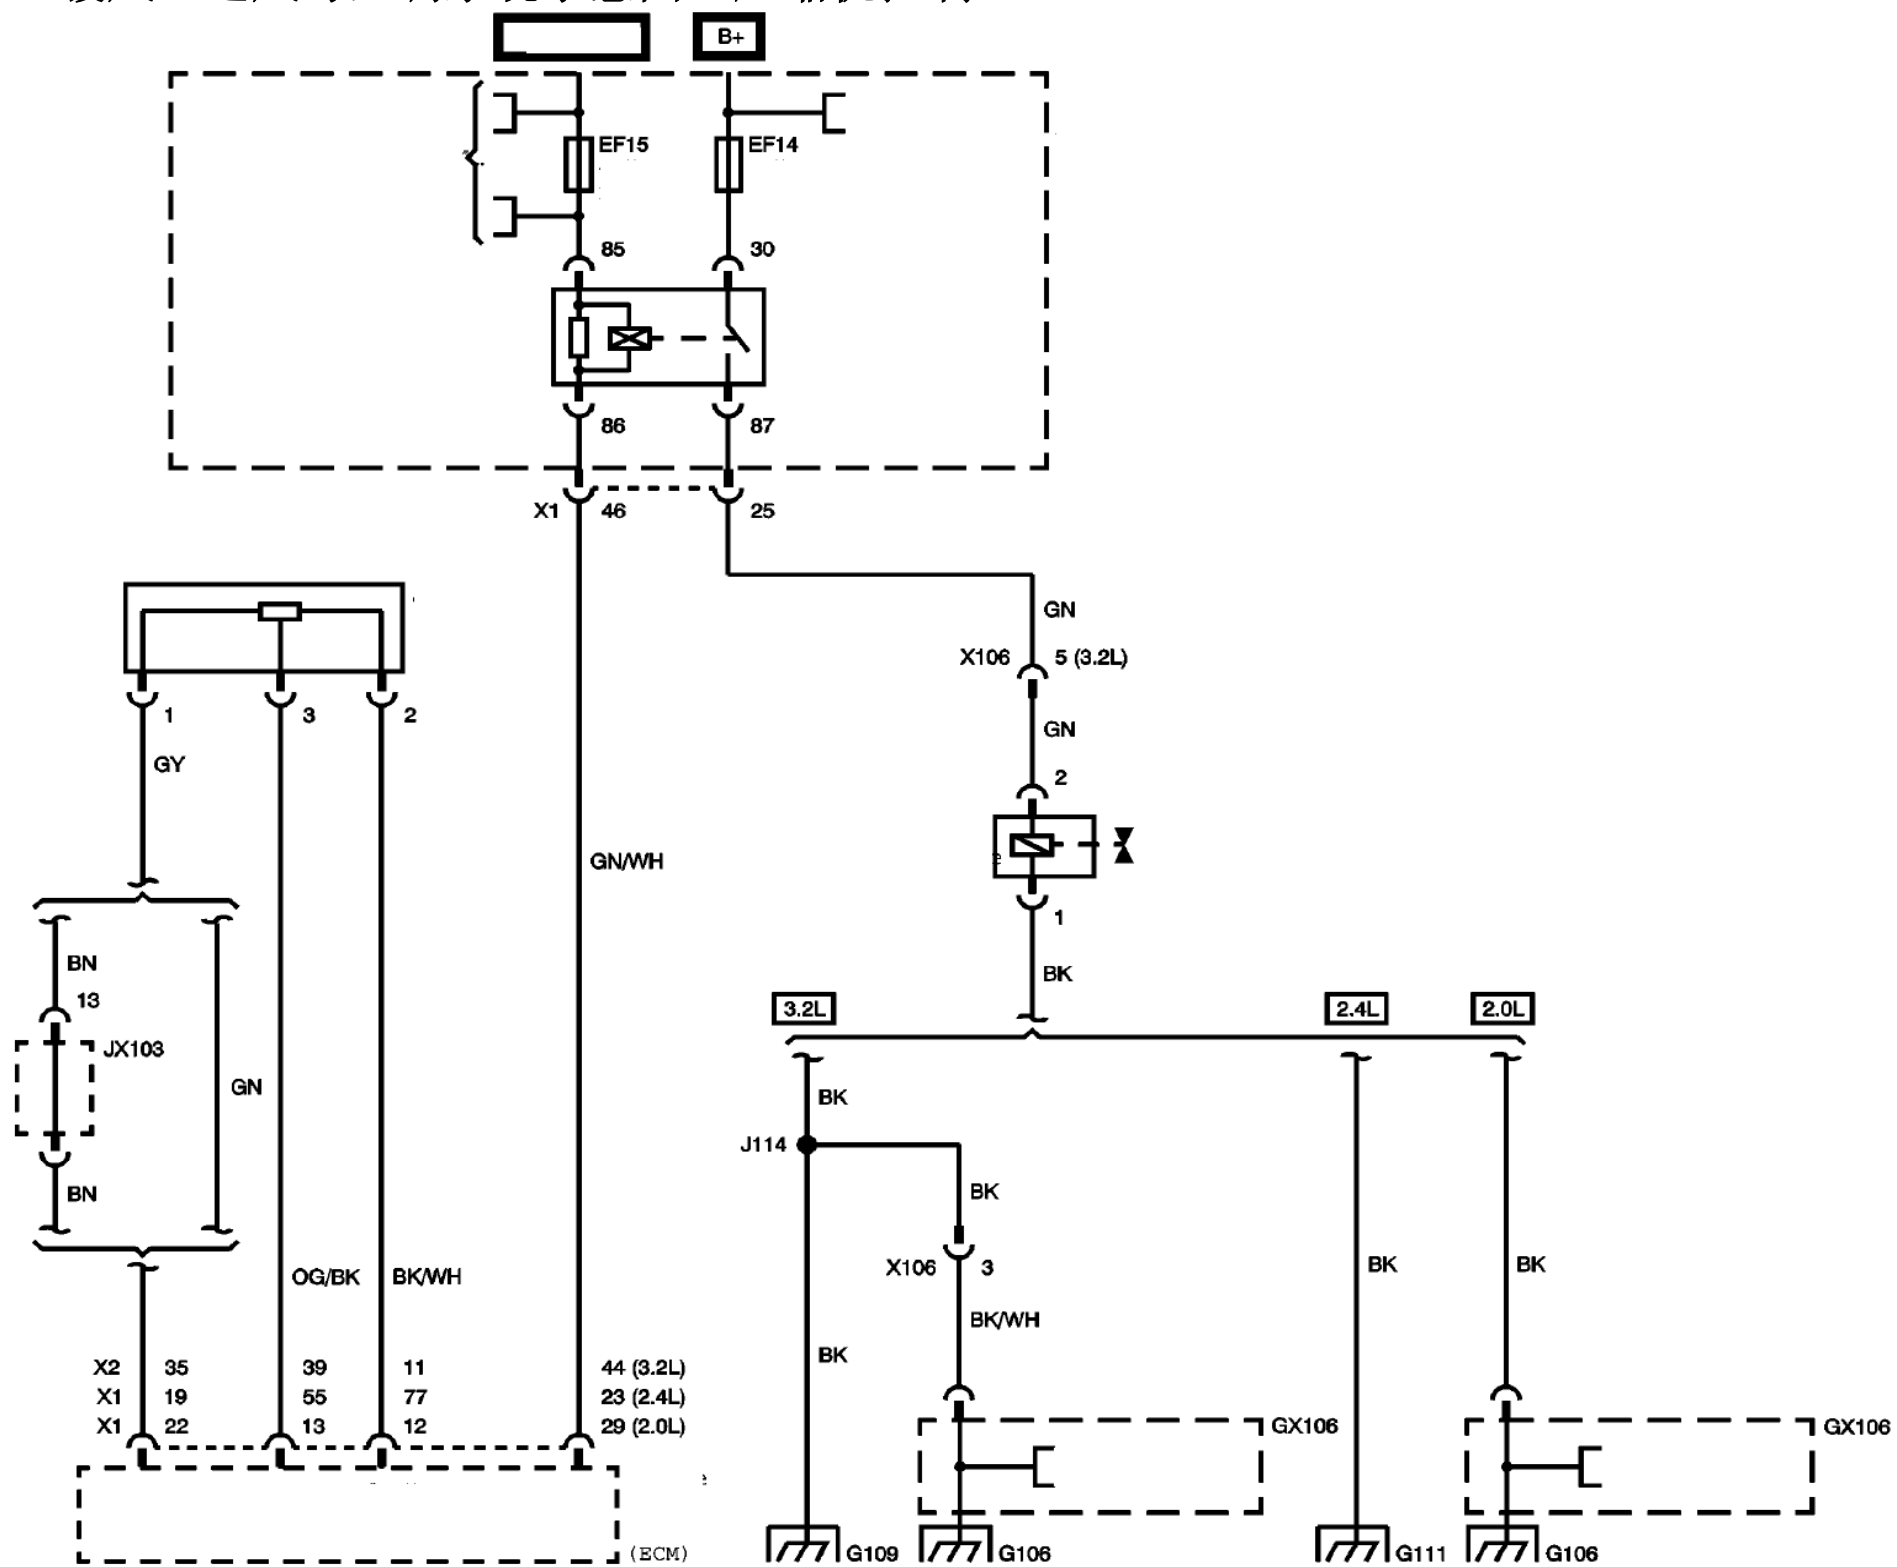 B+
EF15
EF14
85
30
86
87
X1
46
25
GN
X106
5 (3.2L)
1
3
2
GN
GY
2
GN/WH
1
BN
BK
13
3.2L
2.4L
2.0L
JX103
GN
BK
J114
BN
BK
X106
3
BK
BK
OG/BK
BK/WH
BK/WH
BK
X2
35
39
11
44 (3.2L)
X1
19
55
77
23 (2.4L)
X1
22
13
12
29 (2.0L)
GX106
GX106
(ECM)
G109
G106
G111
G106